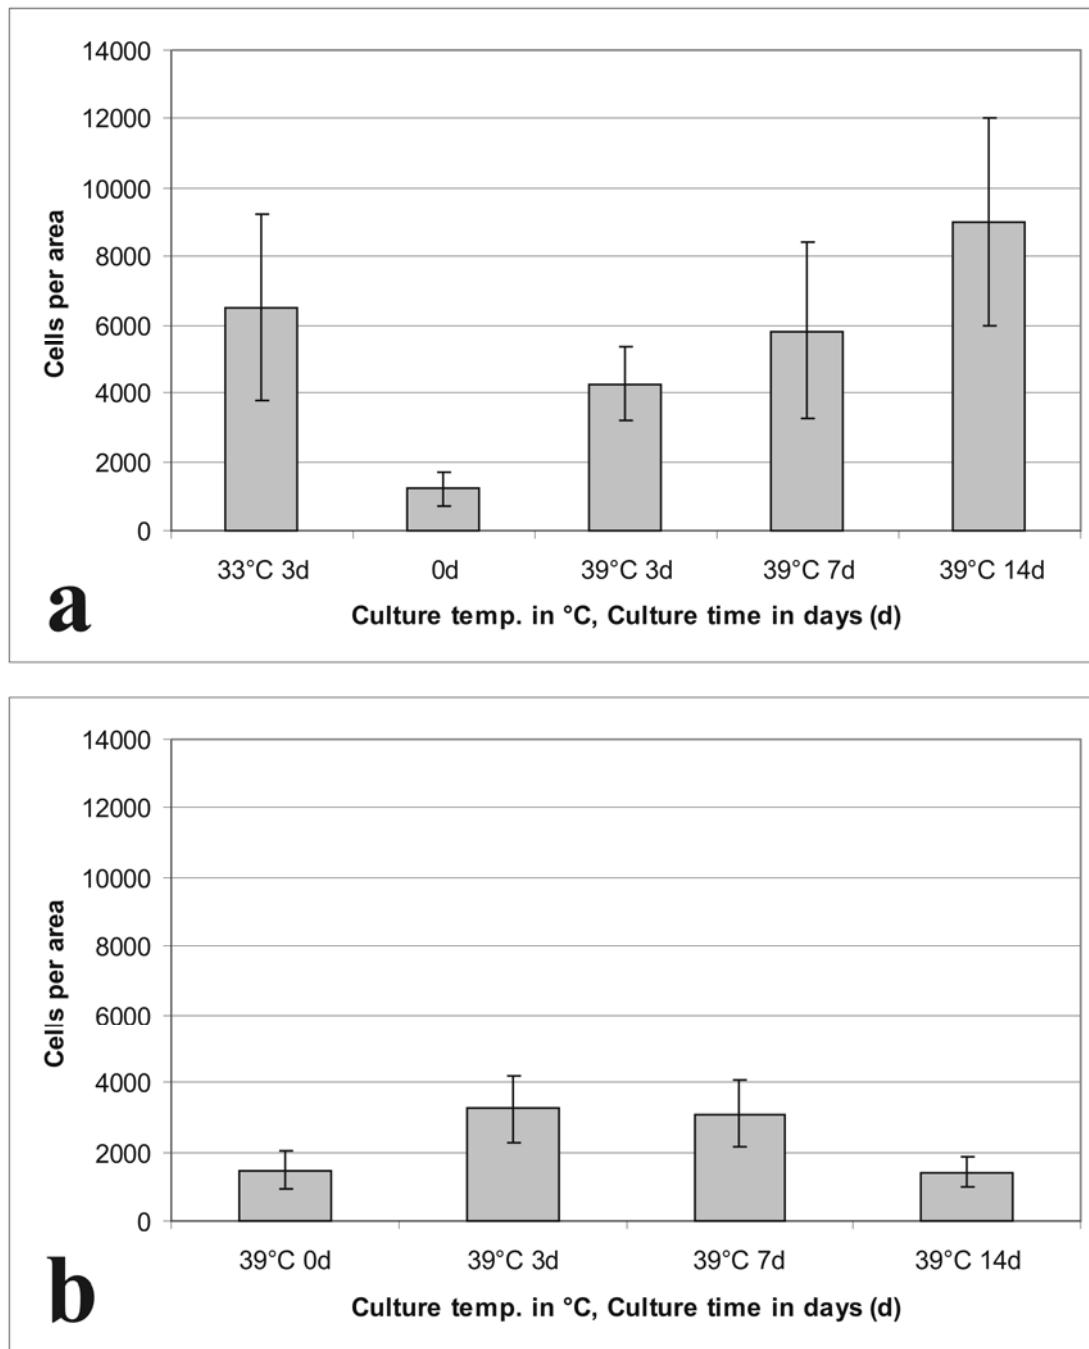 14000
12000
10000
8000
6000
4000
2000
0
Cells per area
33°C 3d 0d 39°C 3d 39°C 7d 39°C 14d
Culture temp. in °C, Culture time in days (d)
a
14000
12000
10000
8000
6000
4000
2000
0
Cells per area
39°C 0d 39°C 3d 39°C 7d 39°C 14d
Culture temp. in °C, Culture time in days (d)
b